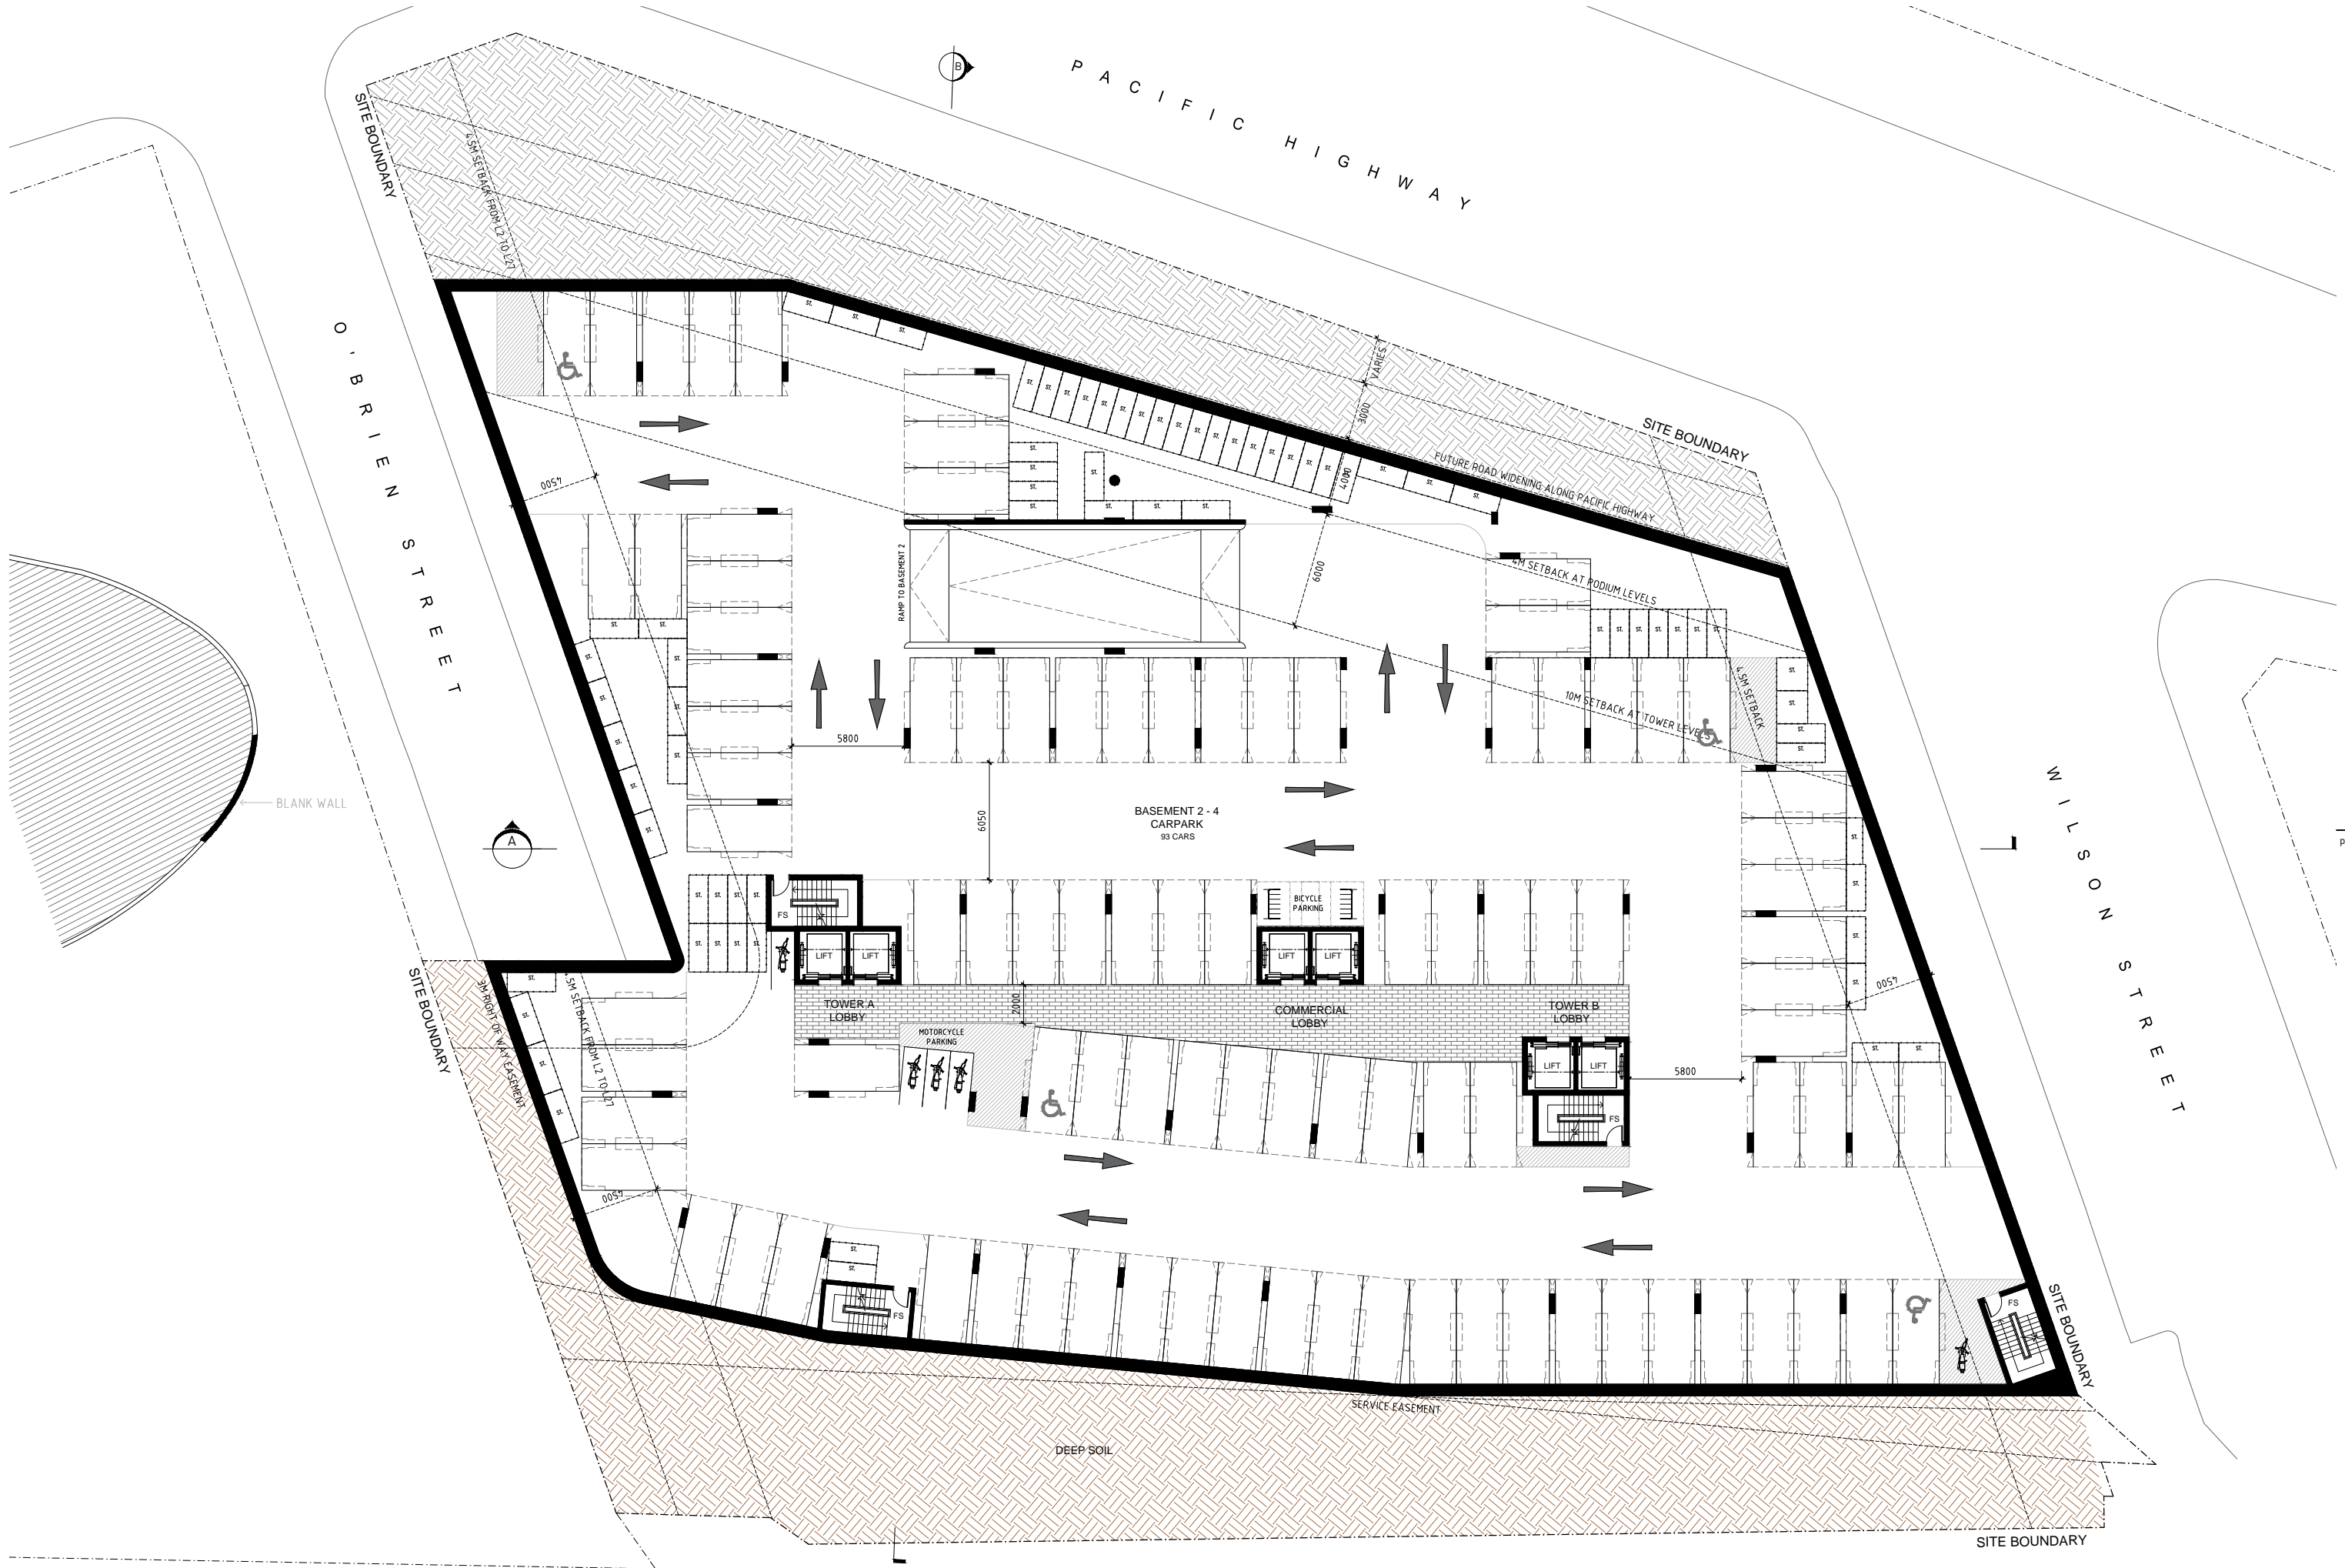 B
PACIFIC HIGHWAY
SITE BOUNDARY
4.5M SETBACK FROM L2 TO L27
O'BRIEN STREET
ST.
ST.
ST.
VARIES
3000
4000
SITE BOUNDARY
FUTURE ROAD WIDENING ALONG PACIFIC HIGHWAY
4500
RAMP TO BASEMENT 2
6000
4M SETBACK AT PODIUM LEVELS
10M SETBACK AT TOWER LEVELS
4.5M SETBACK
5800
6050
BASEMENT 2 - 4
CARPARK
93 CARS
BLANK WALL
A
WILSON STREET
P
FS
LIFT
LIFT
BICYCLE
PARKING
LIFT
LIFT
4500
SITE BOUNDARY
3M RIGHT OF WAY EASEMENT
4.5M SETBACK FROM L2 TO L27
TOWER A
LOBBY
2000
COMMERCIAL
LOBBY
TOWER B
LOBBY
MOTORCYCLE
PARKING
LIFT
LIFT
FS
5800
4500
FS
FS
SITE BOUNDARY
SERVICE EASEMENT
DEEP SOIL
SITE BOUNDARY